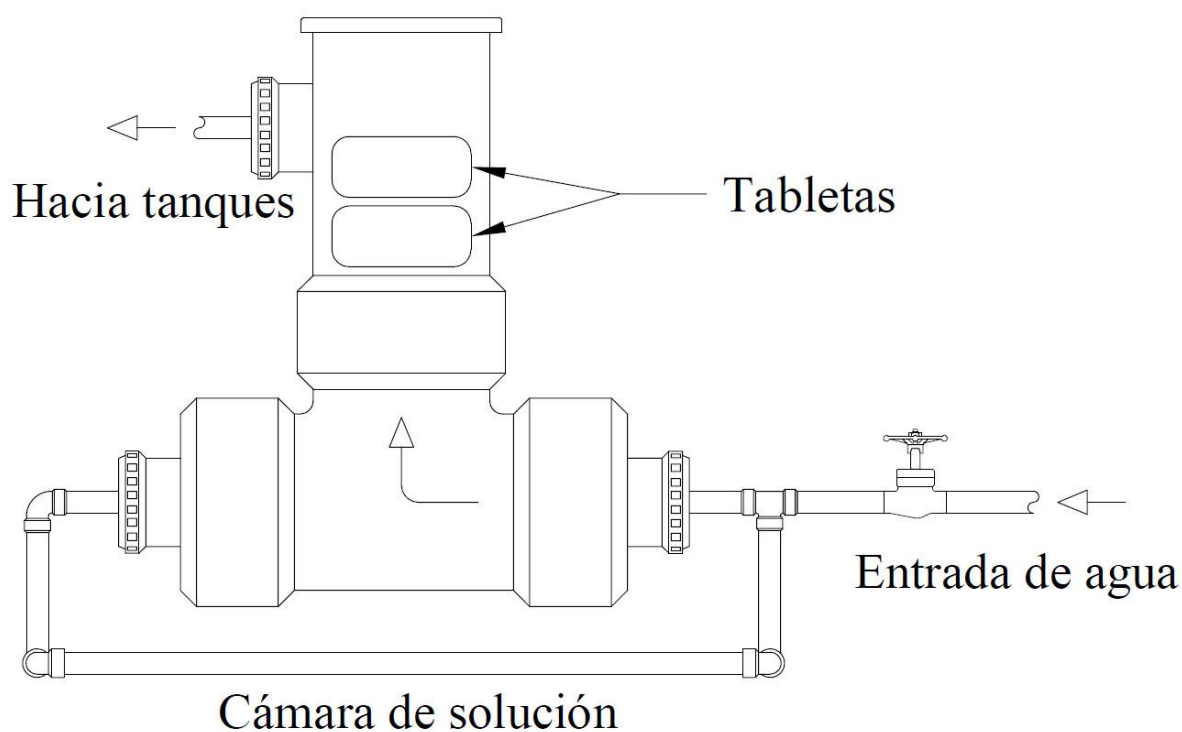 Hacia tanques
Tabletas
Entrada de agua
Cámara de solución